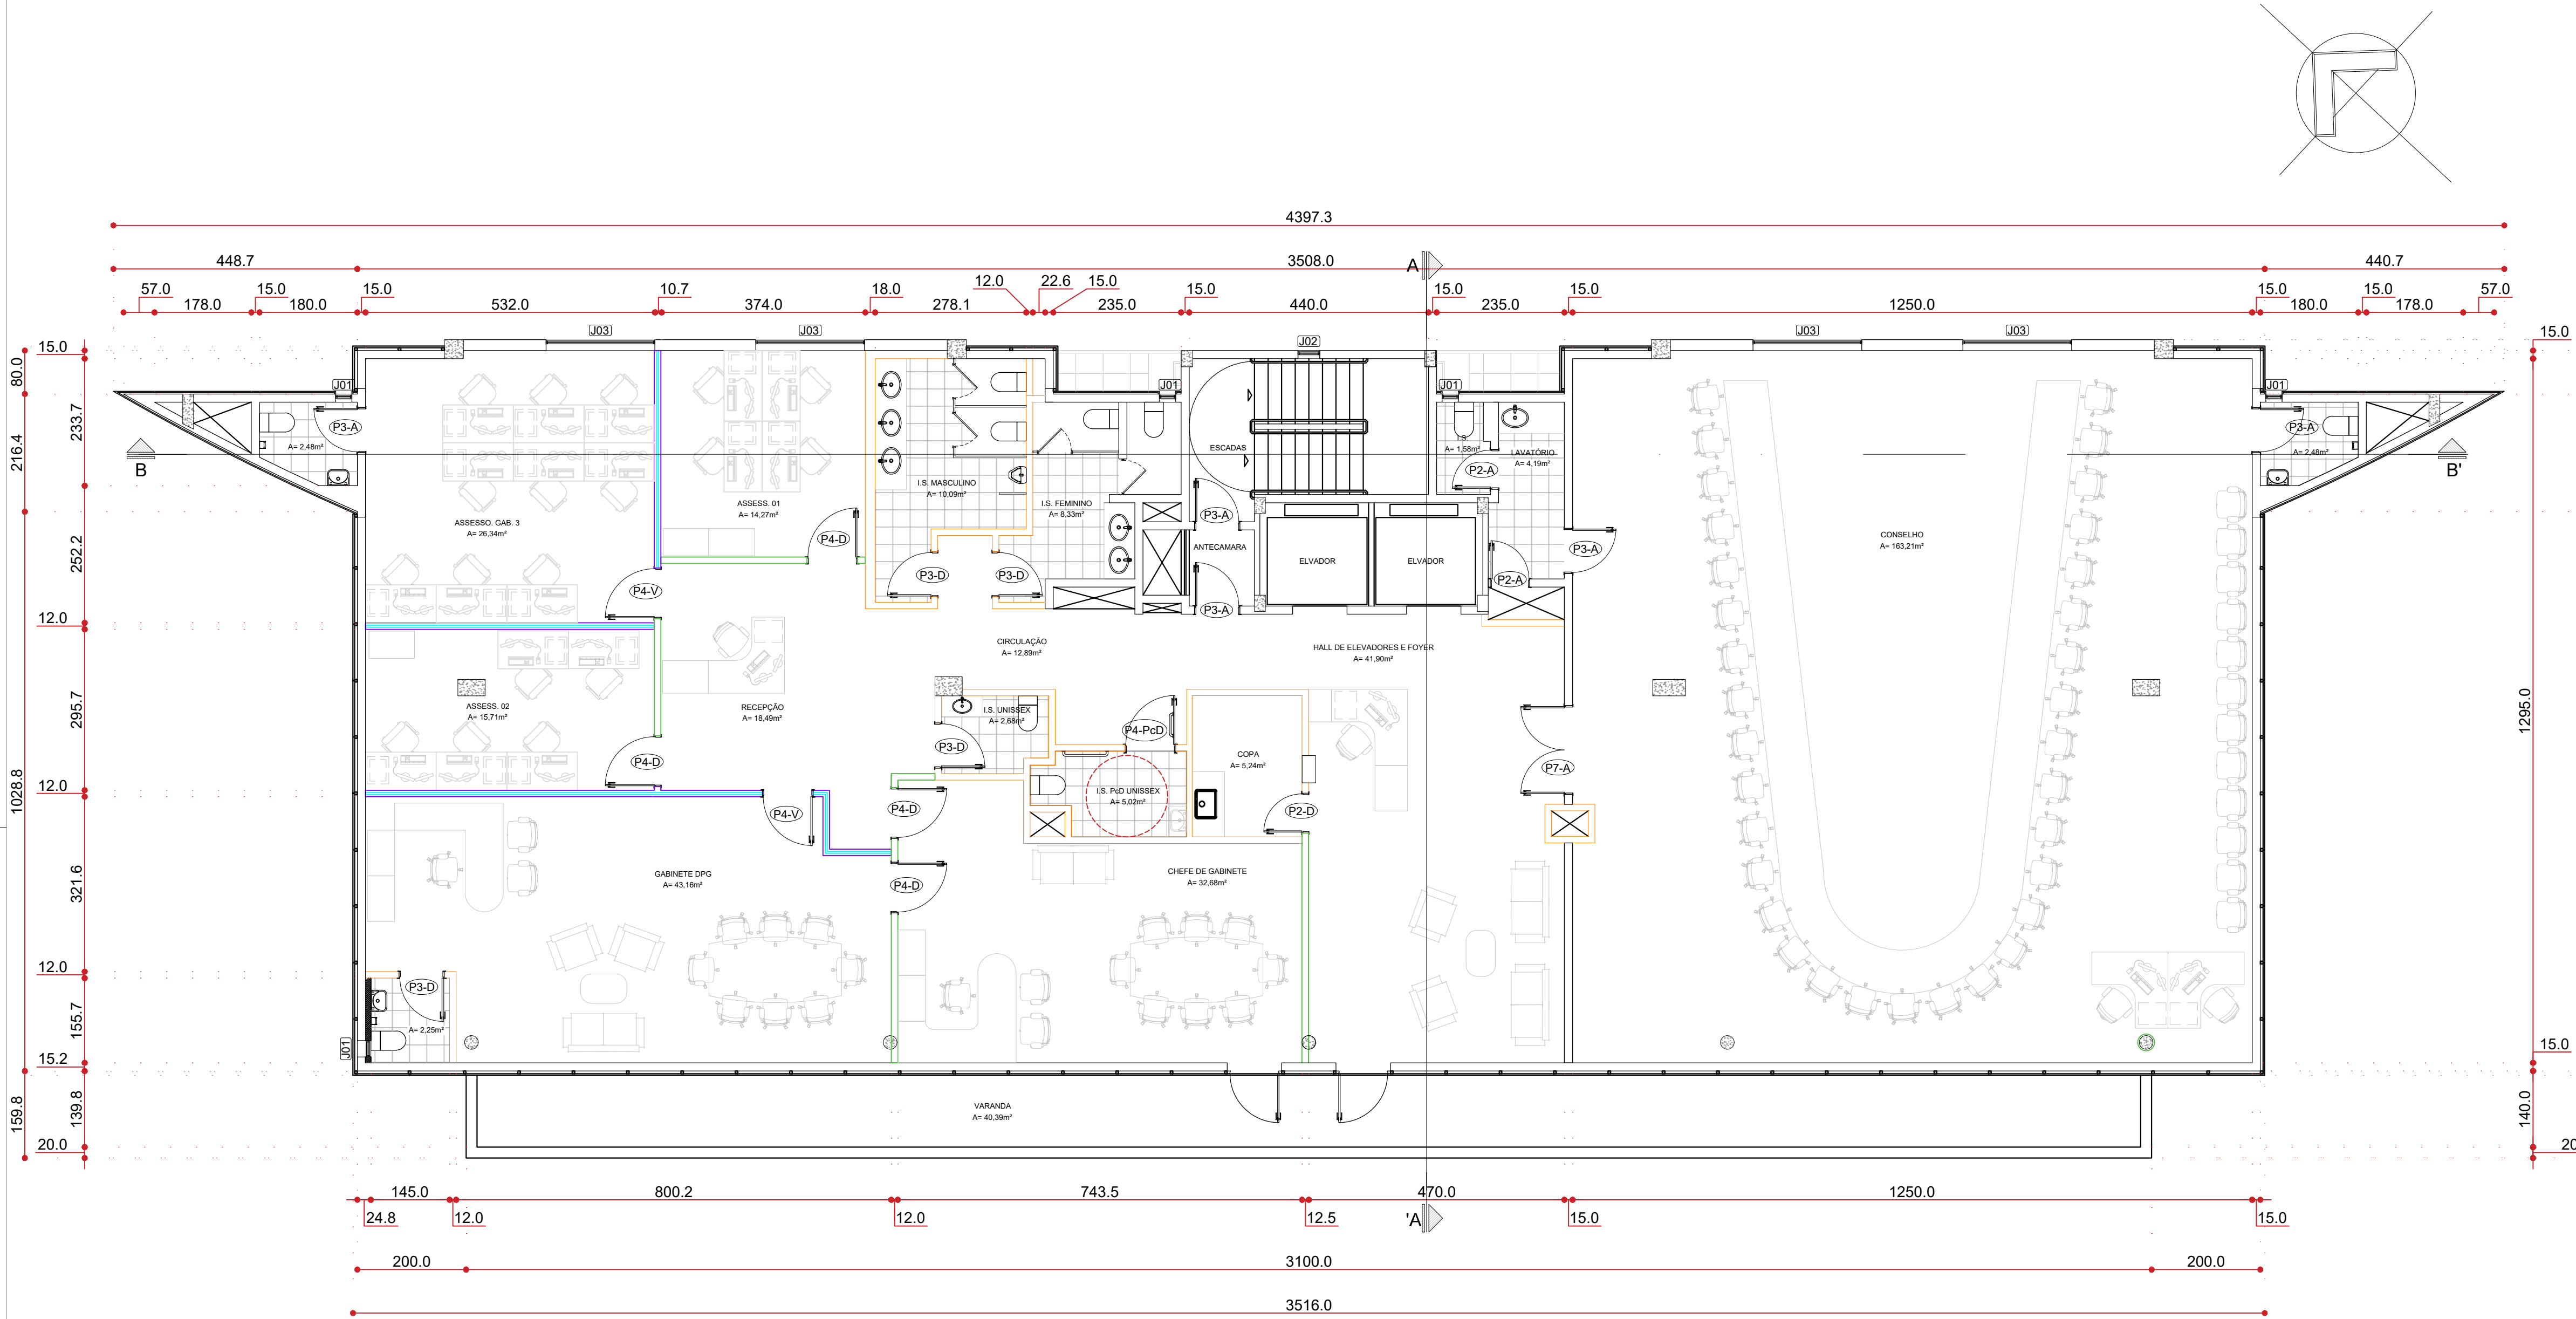 4397.3
448.7
3508.0
A
440.7
57.0
178.0
15.0
180.0
15.0
532.0
10.7
374.0
18.0
278.1
12.0
22.6
15.0
235.0
15.0
440.0
15.0
235.0
15.0
1250.0
15.0
180.0
15.0
178.0
57.0
J03
J03
J02
J03
J03
15.0
80.0
15.0
J01
J01
J01
J01
233.7
216.4
P3-A
A= 2,48m²
B
P3-A
A= 2,48m²
B'
ESCADAS
I.S.
A= 1,58m²
LAVATÓRIO
A= 4,19m²
P2-A
I.S. MASCULINO
A= 10,09m²
I.S. FEMININO
A= 8,33m²
ASSESS. 01
A= 14,27m²
ASSESSO. GAB. 3
A= 26,34m²
P4-D
P3-A
CONSELHO
A= 163,21m²
252.2
ANTECAMARA
ELVADOR
ELVADOR
P3-A
P3-D
P3-D
P2-A
P4-V
P3-A
12.0
CIRCULAÇÃO
A= 12,89m²
HALL DE ELEVADORES E FOYER
A= 41,90m²
295.7
1295.0
ASSESS. 02
A= 15,71m²
RECEPÇÃO
A= 18,49m²
I.S. UNISSEX
A= 2,68m²
P4-PcD
P3-D
COPA
A= 5,24m²
P4-D
P7-A
1028.8
12.0
I.S. PcD UNISSEX
A= 5,02m²
P4-V
P4-D
P2-D
321.6
GABINETE DPG
A= 43,16m²
CHEFE DE GABINETE
A= 32,68m²
P4-D
12.0
P3-D
155.7
A= 2,25m²
J01
15.2
15.0
159.8
139.8
VARANDA
A= 40,39m²
140.0
20.0
20
145.0
800.2
743.5
470.0
1250.0
24.8
12.0
12.0
12.5
'A
15.0
15.0
200.0
3100.0
200.0
3516.0